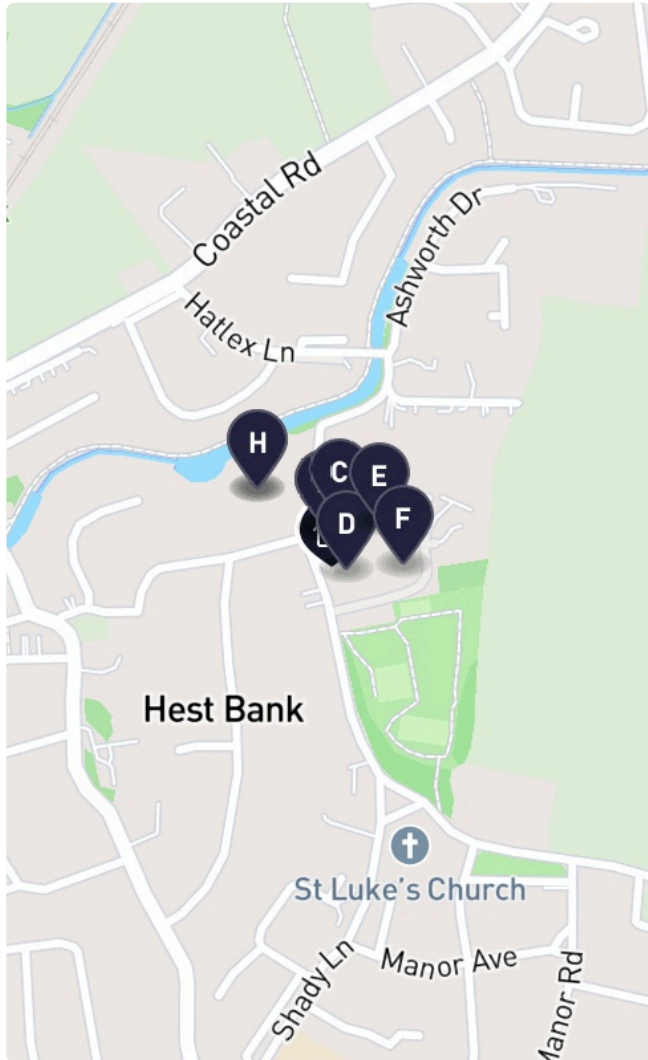 Coastal Rd
Ashworth Dr
Hatlex Ln
H
C
E
D
F
Hest Bank
St Luke's Church
Manor Ave
Shady Ln
Manor Rd